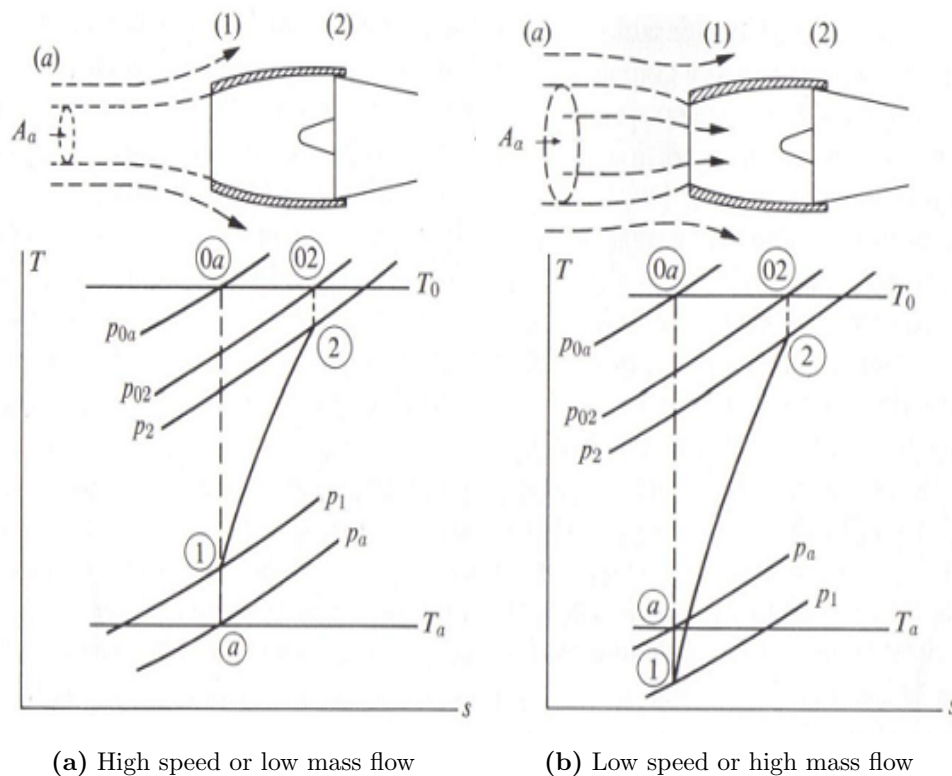 (1) (2)
(a)
A_a
T
0a 02
T_0
p_0a
p_02
p_2
2
p_1
1
p_a
T_a
a
s
(a) High speed or low mass flow
(a) (1) (2)
A_a
T
0a 02
T_0
p_0a
2
p_02
p_2
p_a
a
p_1
T_a
1
s
(b) Low speed or high mass flow